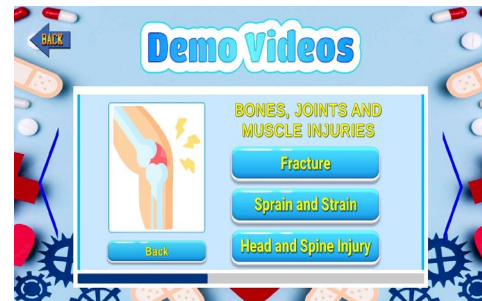 BACK
Demo Videos
BONES, JOINTS AND
MUSCLE INJURIES
Fracture
Sprain and Strain
Head and Spine Injury
Back